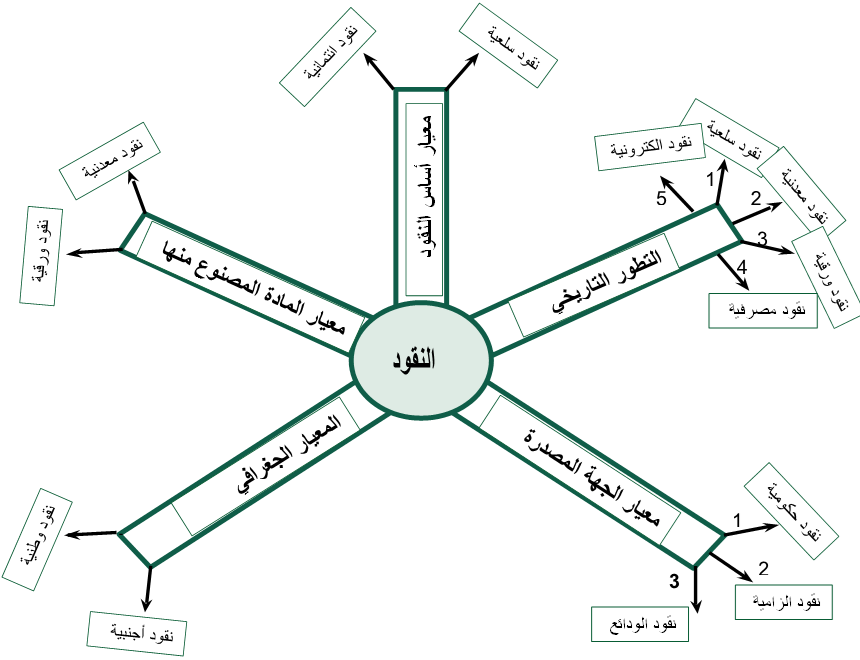 النقود
معيار أساس النقود
نقود سلعية
نقود ائتمانية
التطور التاريخي
1
نقود سلعية
2
نقود معدنية
3
نقود ورقية
4
نقود مصرفية
5
نقود الكترونية
معيار الجهة المصدرة
1
نقود حكومية
2
نقود الزامية
3
نقود الودائع
المعيار الجغرافي
نقود وطنية
نقود أجنبية
معيار المادة المصنوع منها
نقود معدنية
نقود ورقية